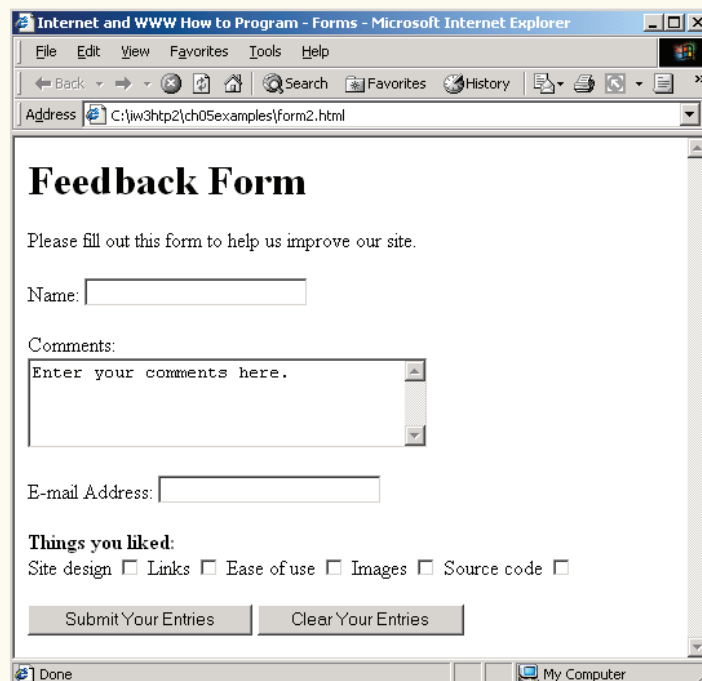 Internet and WWW How to Program - Forms - Microsoft Internet Explorer
File Edit View Favorites Tools Help
Back Search Favorites History »
Address C:\iw3htp2\ch05examples\form2.html
Feedback Form
Please fill out this form to help us improve our site.
Name:
Comments:
Enter your comments here.
E-mail Address:
Things you liked:
Site design Links Ease of use Images Source code
Submit Your Entries Clear Your Entries
Done My Computer